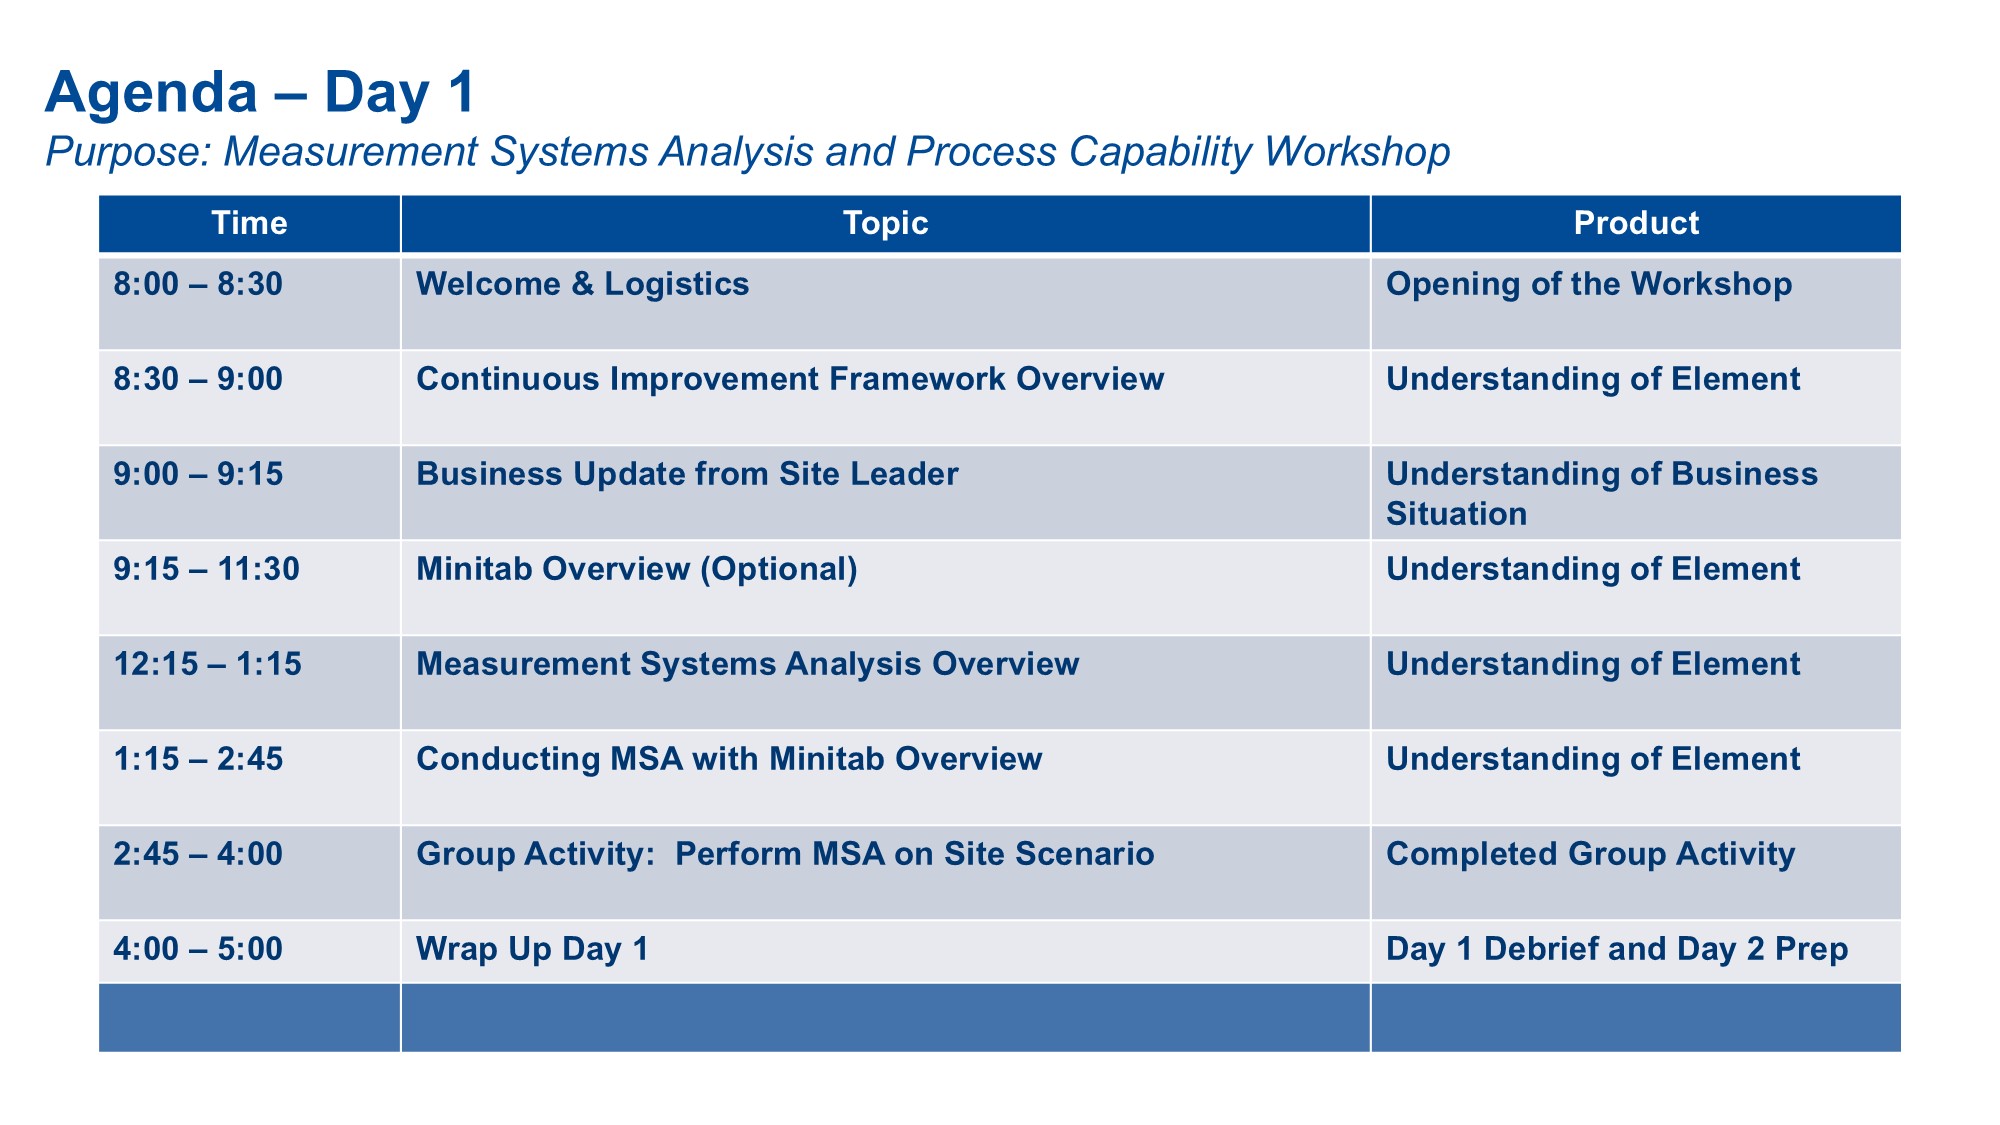 Agenda – Day 1
Purpose: Measurement Systems Analysis and Process Capability Workshop
Time Topic Product
8:00 – 8:30 Welcome & Logistics Opening of the Workshop
8:30 – 9:00 Continuous Improvement Framework Overview Understanding of Element
9:00 – 9:15 Business Update from Site Leader Understanding of Business
Situation
9:15 – 11:30 Minitab Overview (Optional) Understanding of Element
12:15 – 1:15 Measurement Systems Analysis Overview Understanding of Element
1:15 – 2:45 Conducting MSA with Minitab Overview Understanding of Element
2:45 – 4:00 Group Activity:  Perform MSA on Site Scenario Completed Group Activity
4:00 – 5:00 Wrap Up Day 1 Day 1 Debrief and Day 2 Prep